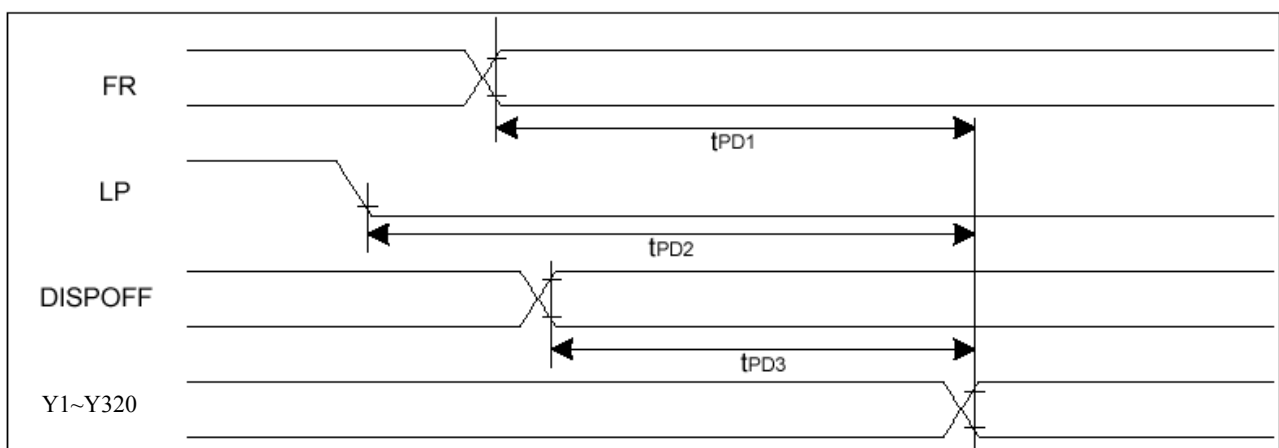 FR
tPD1
LP
tPD2
DISPOFF
tPD3
Y1~Y320